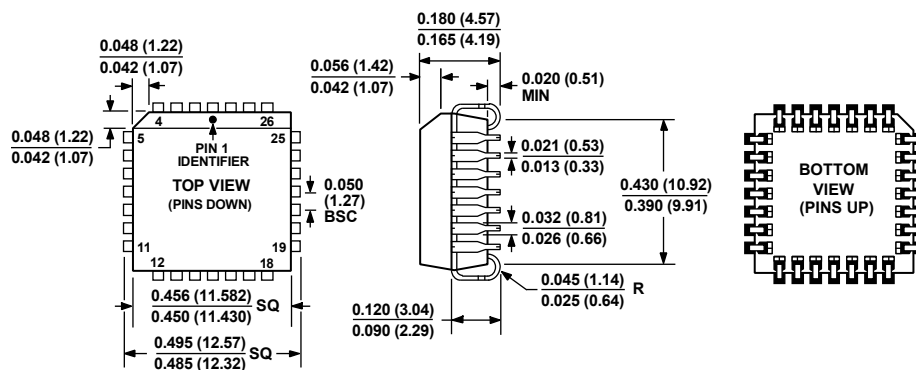 0.180 (4.57)
0.165 (4.19)
0.048 (1.22)
0.042 (1.07)
0.056 (1.42)
0.042 (1.07)
0.020 (0.51)
MIN
0.048 (1.22)
0.042 (1.07)
4
26
5
25
PIN 1
IDENTIFIER
TOP VIEW
(PINS DOWN)
0.050
(1.27)
BSC
11
19
12
18
0.456 (11.582)
0.450 (11.430)
SQ
0.495 (12.57)
0.485 (12.32)
SQ
0.021 (0.53)
0.013 (0.33)
0.032 (0.81)
0.026 (0.66)
0.430 (10.92)
0.390 (9.91)
0.045 (1.14)
0.025 (0.64)
R
0.120 (3.04)
0.090 (2.29)
BOTTOM
VIEW
(PINS UP)